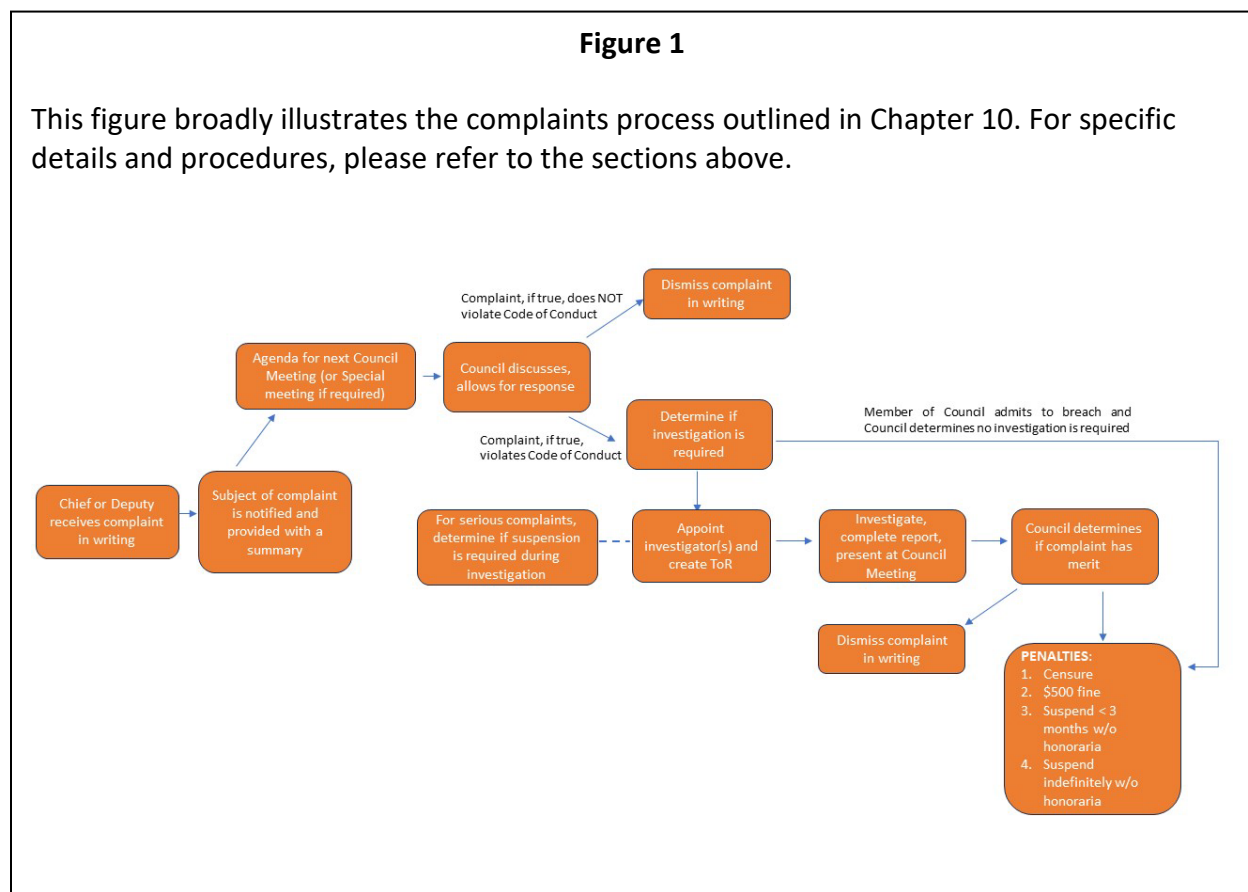 Figure 1
This figure broadly illustrates the complaints process outlined in Chapter 10. For specific
details and procedures, please refer to the sections above.
Dismiss complaint
in writing
Complaint, if true, does NOT
violate Code of Conduct
Agenda for next Council
Meeting (or Special
meeting if required)
Council discusses,
allows for response
Determine if
investigation is
required
Member of Council admits to breach and
Council determines no investigation is required
Complaint, if true,
violates Code of Conduct
Chief or Deputy
receives complaint
in writing
Subject of complaint
is notified and
provided with a
summary
For serious complaints,
determine if suspension
is required during
investigation
Appoint
investigator(s) and
create ToR
Investigate,
complete report,
present at Council
Meeting
Council determines
if complaint has
merit
Dismiss complaint
in writing
PENALTIES:
1. Censure
2. $500 fine
3. Suspend < 3
months w/o
honoraria
4. Suspend
indefinitely w/o
honoraria